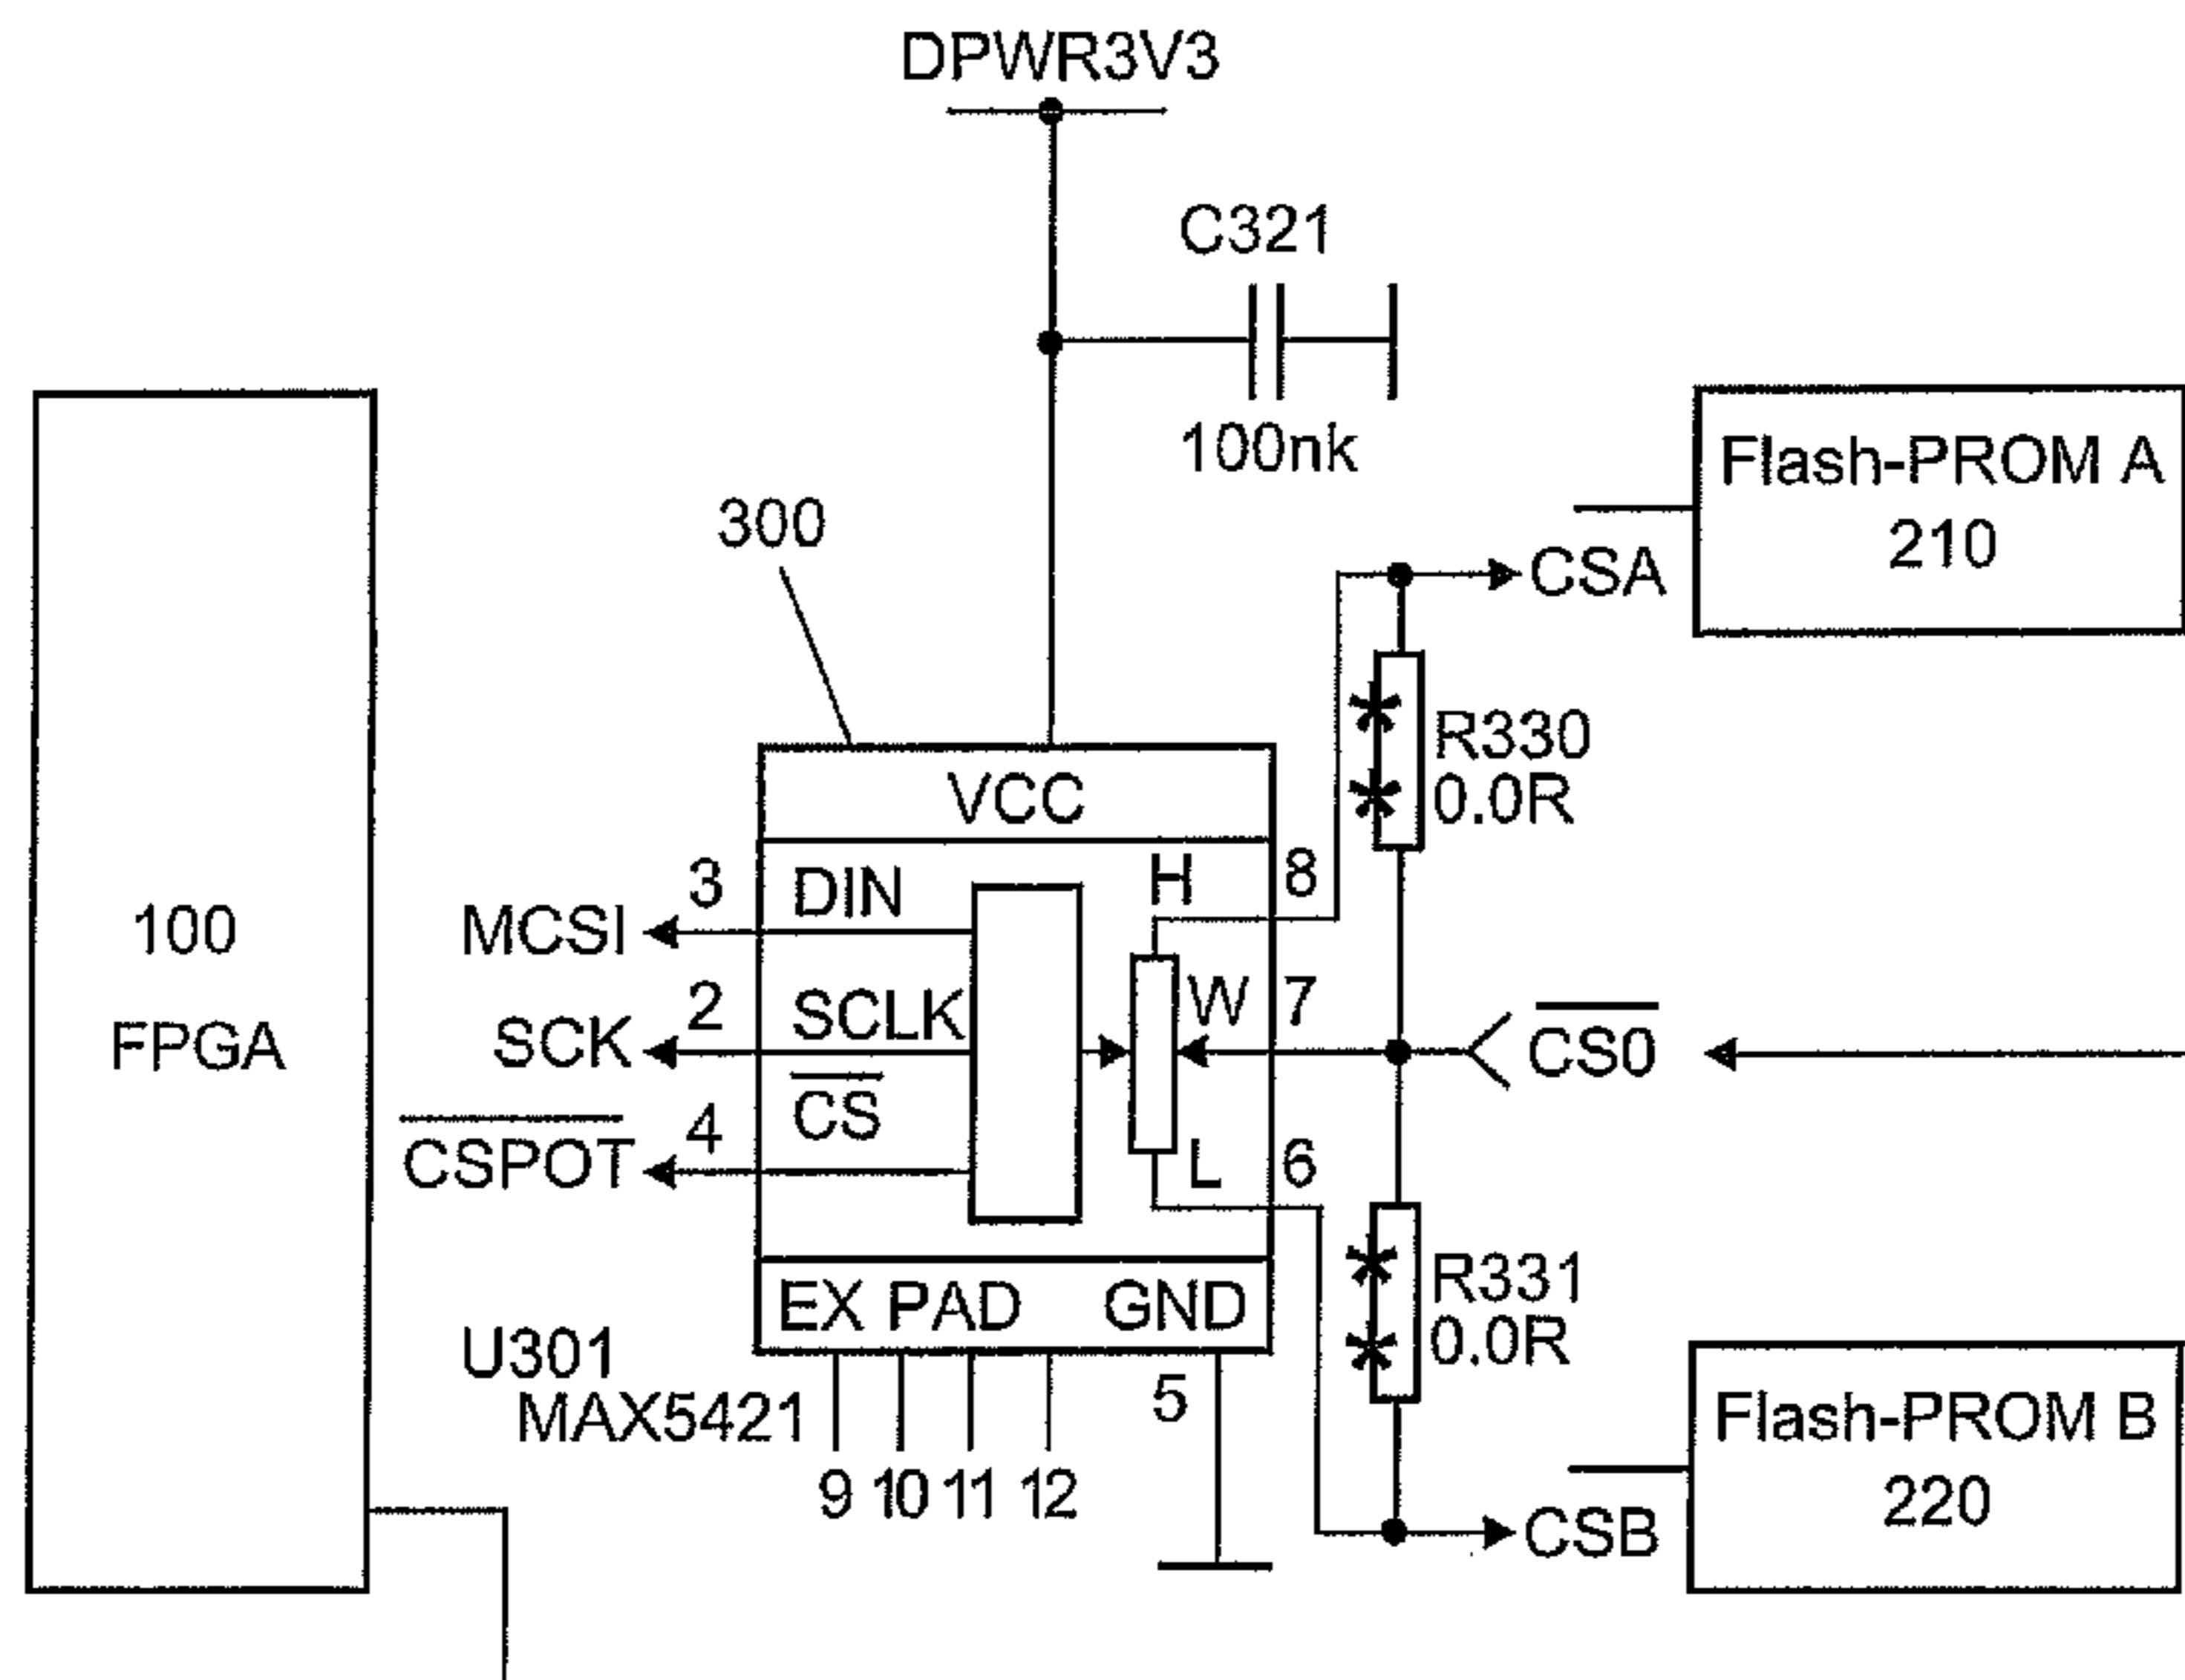 DPWR3V3
C321
100nk
300
Flash-PROM A
210
CSA
R330
0.0R
VCC
100
FPGA
MCSI
3
DIN
H
8
SCK
2
SCLK
W
7
CS0
CSPOT
4
CS
L
6
R331
0.0R
EX PAD
GND
U301
MAX5421
9
10
11
12
5
Flash-PROM B
220
CSB